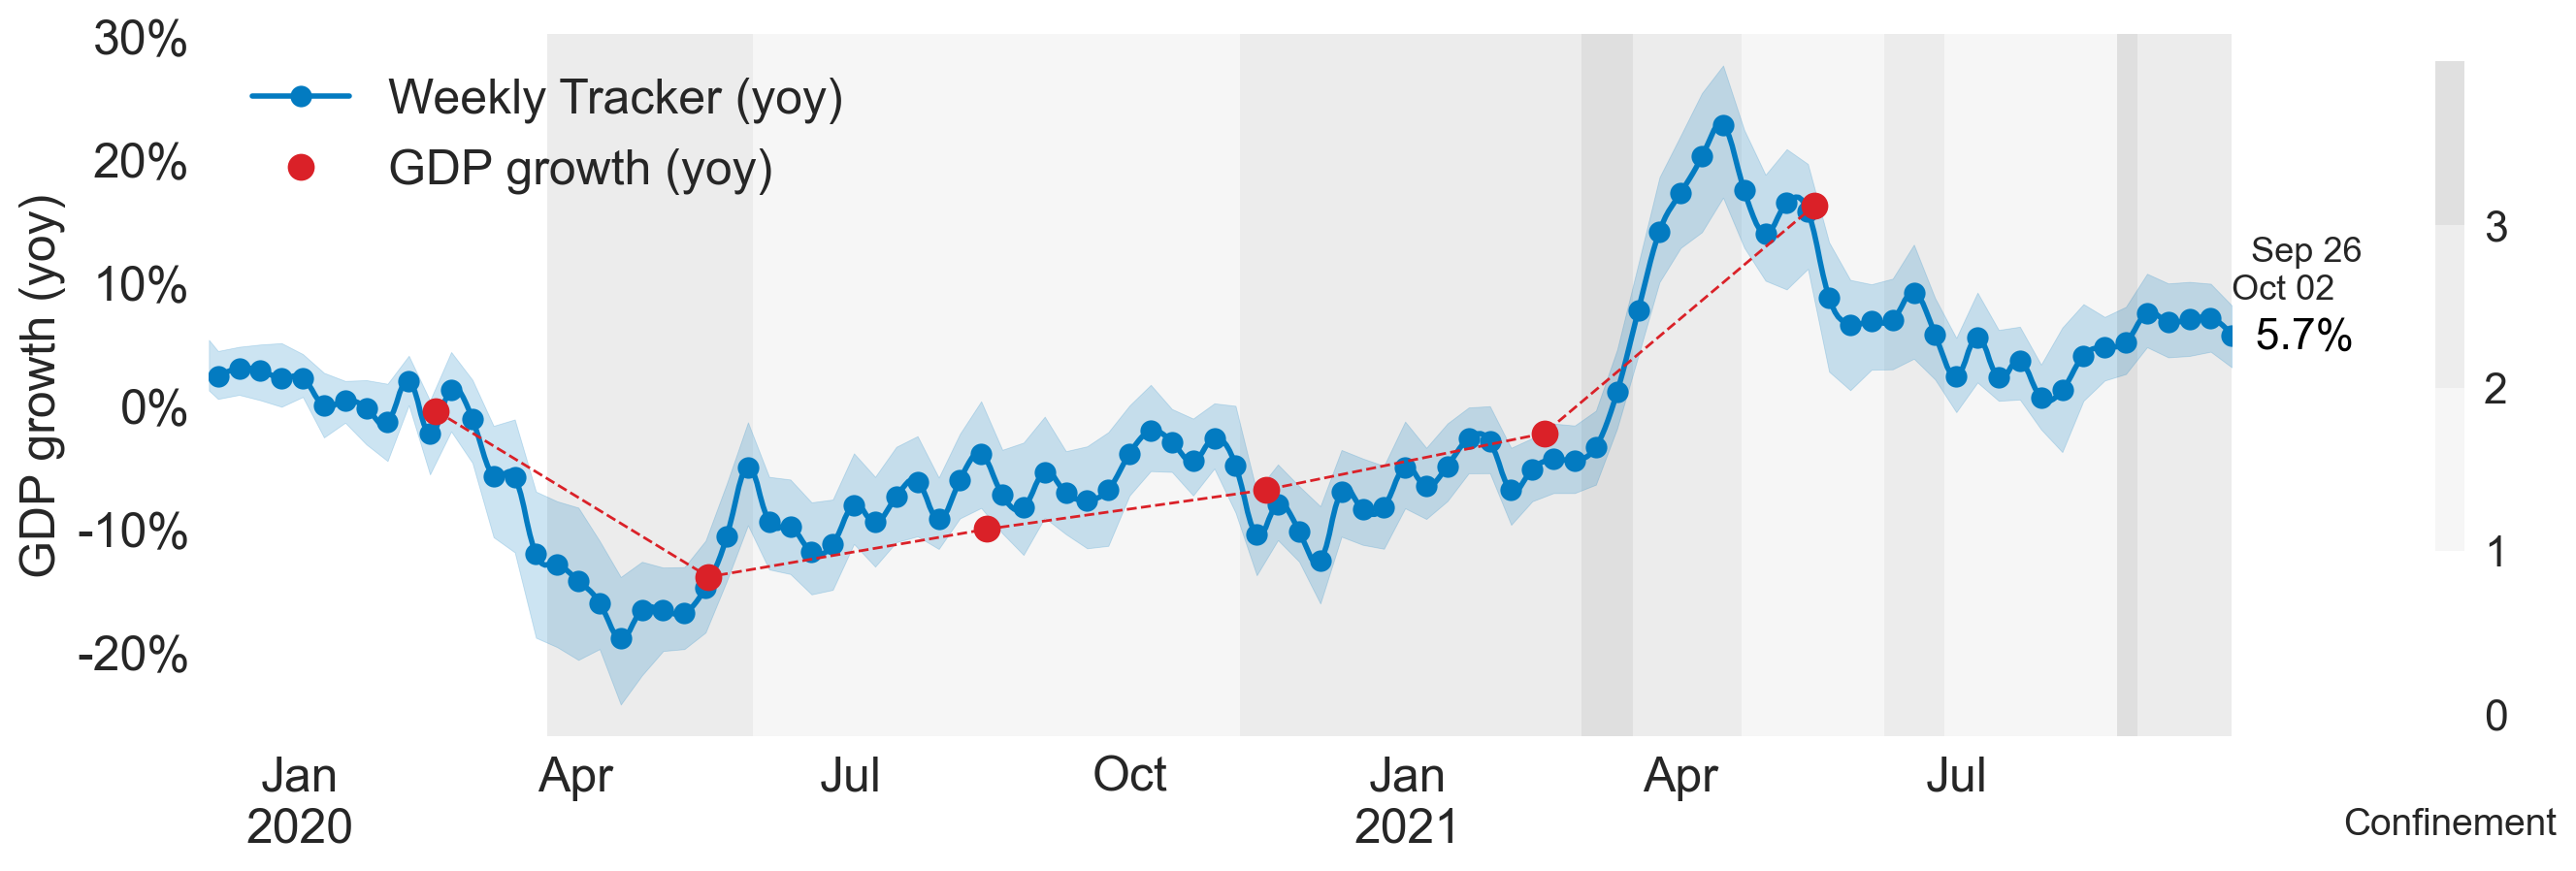 30%
20%
10%
0%
-10%
-20%
GDP growth (yoy)
Weekly Tracker (yoy)
GDP growth (yoy)
Jan
2020
Apr
Jul
Oct
Jan
2021
Apr
Jul
Sep 26
Oct 02
5.7%
3
2
1
0
Confinement